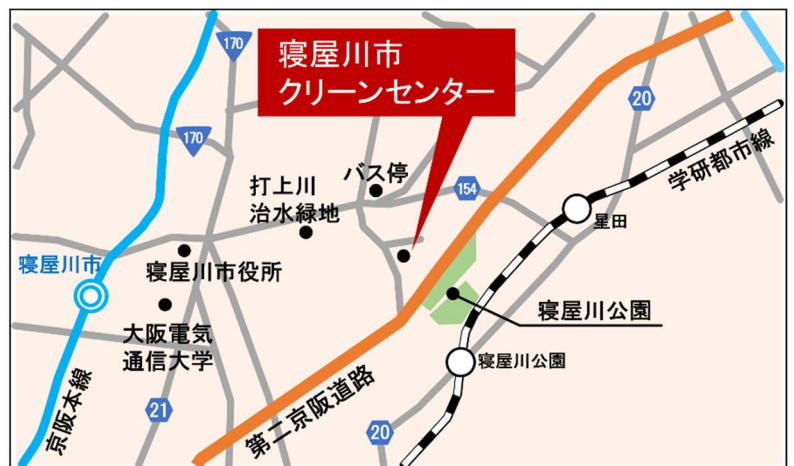 170
寝屋川市
クリーンセンター
20
170
学研都市線
バス停
打上川
治水緑地
154
星田
寝屋川市
寝屋川市役所
寝屋川公園
大阪電気
通信大学
寝屋川公園
京阪本線
21
第二京阪道路
20